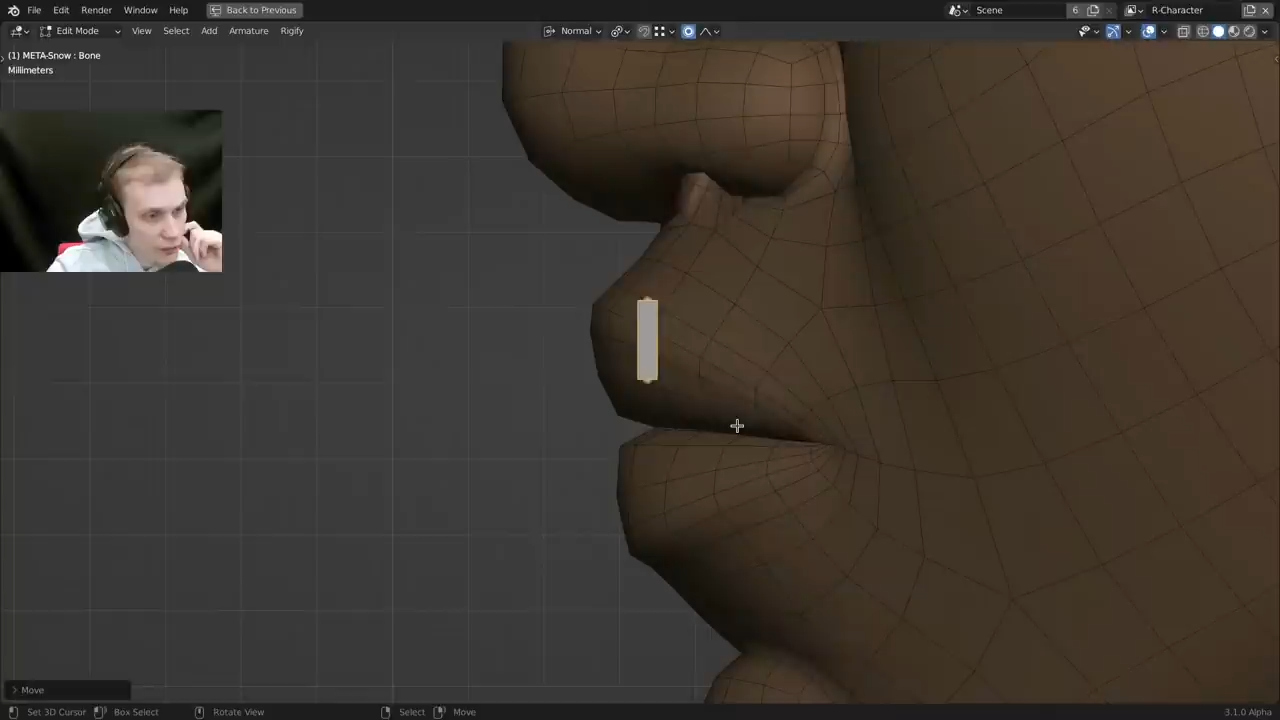 File Edit Render Window Help Back to Previous Scene 6 R-Character
Edit Mode View Select Add Armature Rigify Normal
(1) META-Snow : Bone
Millimeters
Move
Set 3D Cursor Box Select Rotate View Select Move 3.1.0 Alpha